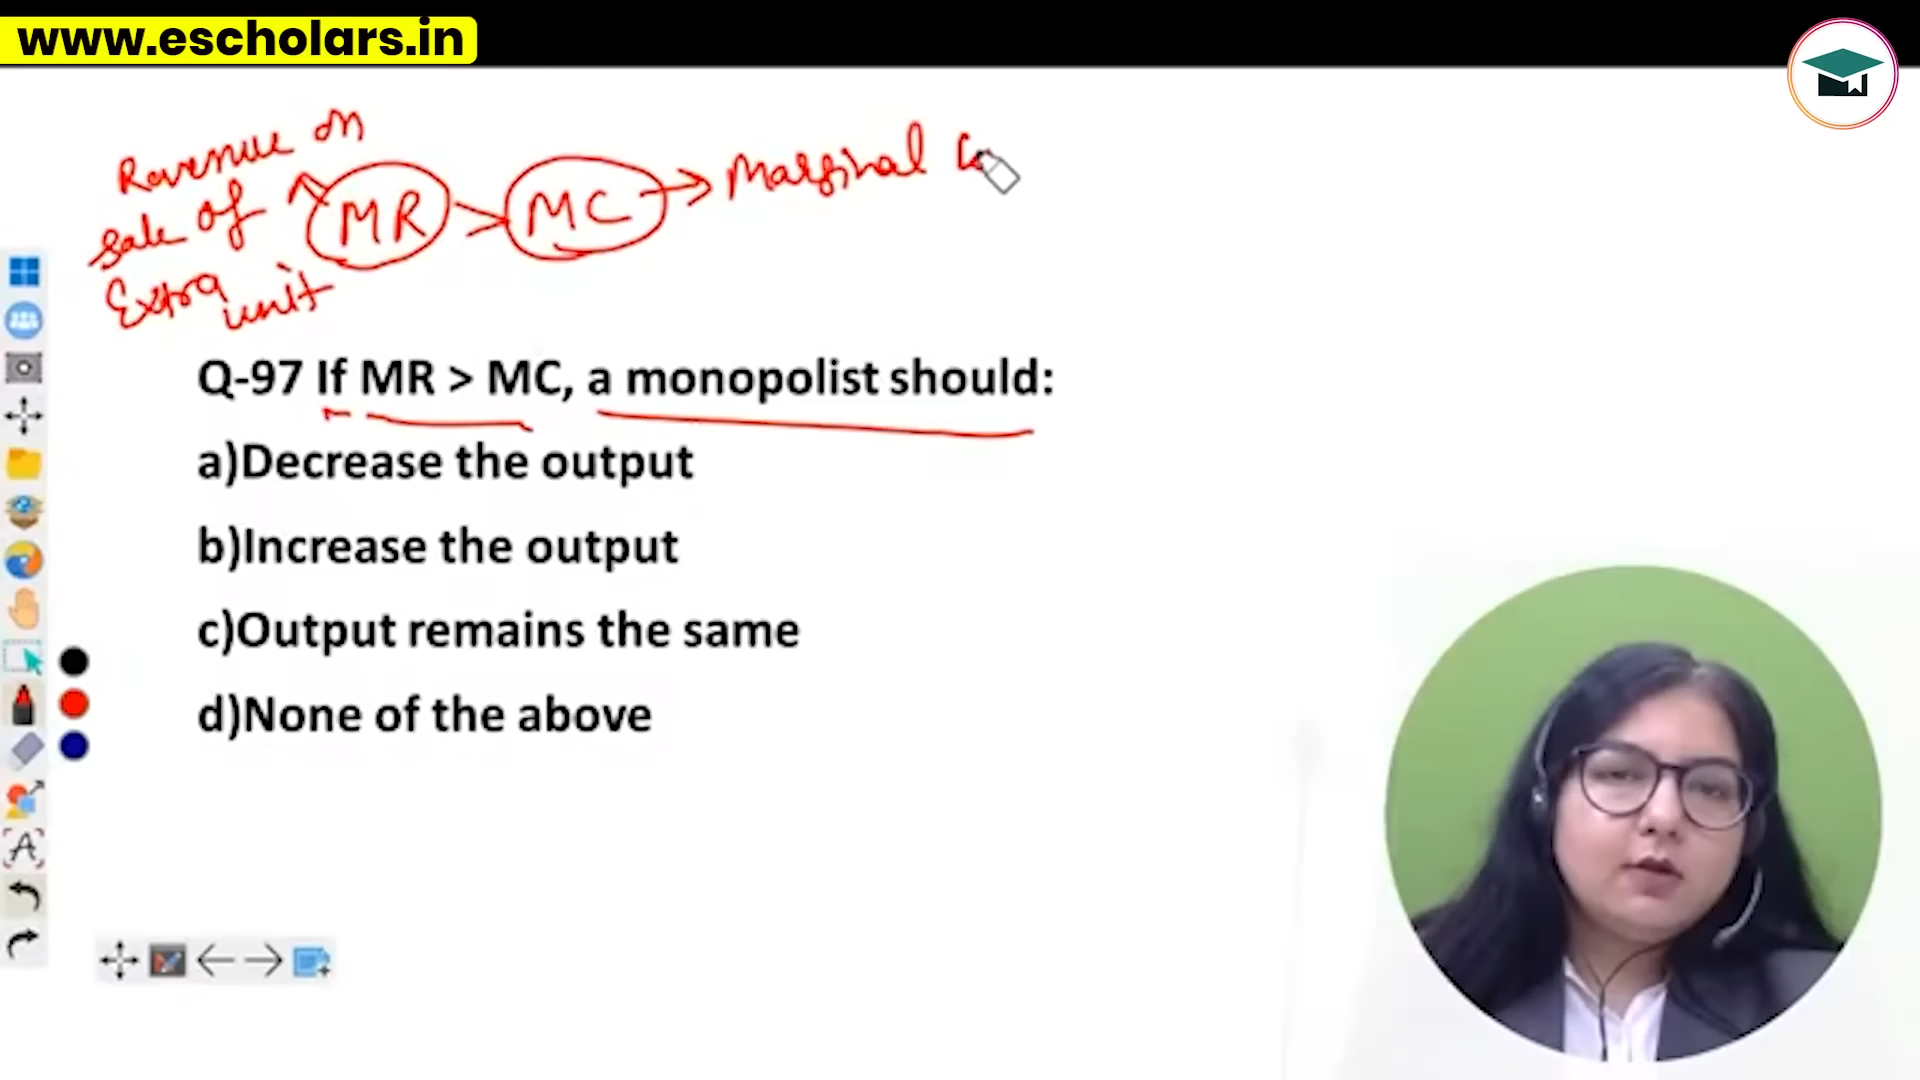 www.escholars.in
Revenue on
sale of
Extra
unit
MR > MC → Marginal
Q-97 If MR > MC, a monopolist should:
a)Decrease the output
b)Increase the output
c)Output remains the same
d)None of the above